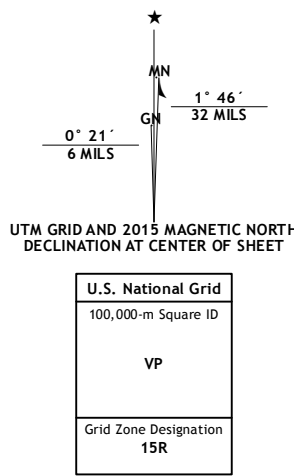 MN
1° 46´
32 MILS
GN
0° 21´
6 MILS
UTM GRID AND 2015 MAGNETIC NORTH
DECLINATION AT CENTER OF SHEET
U.S. National Grid
100,000-m Square ID
VP
Grid Zone Designation
15R